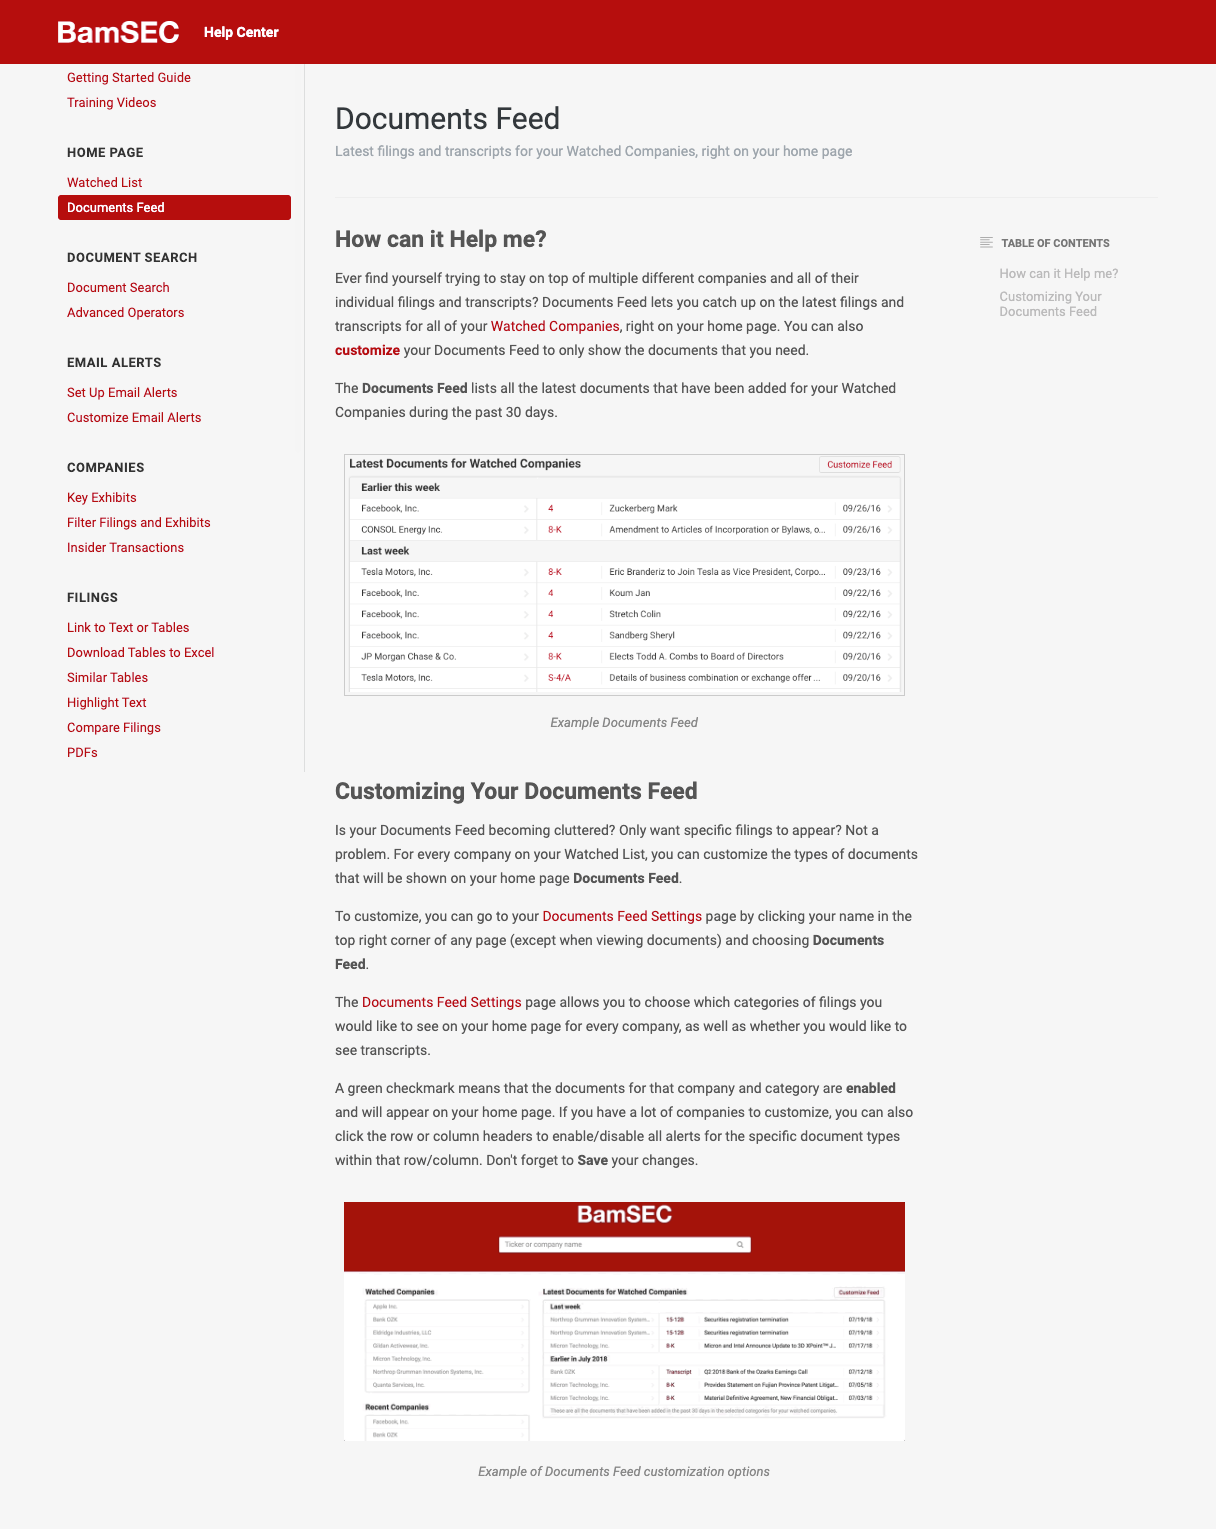 BamSEC
Help Center
Getting Started Guide
Training Videos
HOME PAGE
Watched List
Documents Feed
DOCUMENT SEARCH
Document Search
Advanced Operators
EMAIL ALERTS
Set Up Email Alerts
Customize Email Alerts
COMPANIES
Key Exhibits
Filter Filings and Exhibits
Insider Transactions
FILINGS
Link to Text or Tables
Download Tables to Excel
Similar Tables
Highlight Text
Compare Filings
PDFs
Documents Feed
Latest filings and transcripts for your Watched Companies, right on your home page
How can it Help me?
Ever find yourself trying to stay on top of multiple different companies and all of their
individual filings and transcripts? Documents Feed lets you catch up on the latest filings and
transcripts for all of your Watched Companies, right on your home page. You can also
customize your Documents Feed to only show the documents that you need.
The Documents Feed lists all the latest documents that have been added for your Watched
Companies during the past 30 days.
Latest Documents for Watched Companies Customize Feed
Earlier this week
Facebook, Inc. 4 Zuckerberg Mark 09/26/16
CONSOL Energy Inc. 8-K Amendment to Articles of Incorporation or Bylaws, o... 09/26/16
Last week
Tesla Motors, Inc. 8-K Eric Branderiz to Join Tesla as Vice President, Corpo... 09/23/16
Facebook, Inc. 4 Koum Jan 09/22/16
Facebook, Inc. 4 Stretch Colin 09/22/16
Facebook, Inc. 4 Sandberg Sheryl 09/22/16
JP Morgan Chase & Co. 8-K Elects Todd A. Combs to Board of Directors 09/20/16
Tesla Motors, Inc. S-4/A Details of business combination or exchange offer ... 09/20/16
Example Documents Feed
Customizing Your Documents Feed
Is your Documents Feed becoming cluttered? Only want specific filings to appear? Not a
problem. For every company on your Watched List, you can customize the types of documents
that will be shown on your home page Documents Feed.
To customize, you can go to your Documents Feed Settings page by clicking your name in the
top right corner of any page (except when viewing documents) and choosing Documents
Feed.
The Documents Feed Settings page allows you to choose which categories of filings you
would like to see on your home page for every company, as well as whether you would like to
see transcripts.
A green checkmark means that the documents for that company and category are enabled
and will appear on your home page. If you have a lot of companies to customize, you can also
click the row or column headers to enable/disable all alerts for the specific document types
within that row/column. Don't forget to Save your changes.
BamSEC
Ticker or company name
Watched Companies
Apple Inc.
Bank OZK
Eldridge Industries, LLC
Gildan Activewear, Inc.
Micron Technology, Inc.
Northrop Grumman Innovation Systems, Inc.
Quanta Services, Inc.
Recent Companies
Facebook, Inc.
Bank OZK
Latest Documents for Watched Companies Customize Feed
Last week
Northrop Grumman Innovation System... 15-12B Securities registration termination 07/19/18
Northrop Grumman Innovation System... 15-12B Securities registration termination 07/19/18
Micron Technology, Inc. 8-K Micron and Intel Announce Update to 3D XPoint™ J... 07/17/18
Earlier in July 2018
Bank OZK Transcript Q2 2018 Bank of the Ozarks Earnings Call 07/12/18
Micron Technology, Inc. 8-K Provides Statement on Fujian Province Patent Litigat... 07/05/18
Micron Technology, Inc. 8-K Material Definitive Agreement, New Financial Obligat... 07/03/18
These are all the documents that have been added in the past 30 days in the selected categories for your watched companies.
Example of Documents Feed customization options
TABLE OF CONTENTS
How can it Help me?
Customizing Your
Documents Feed